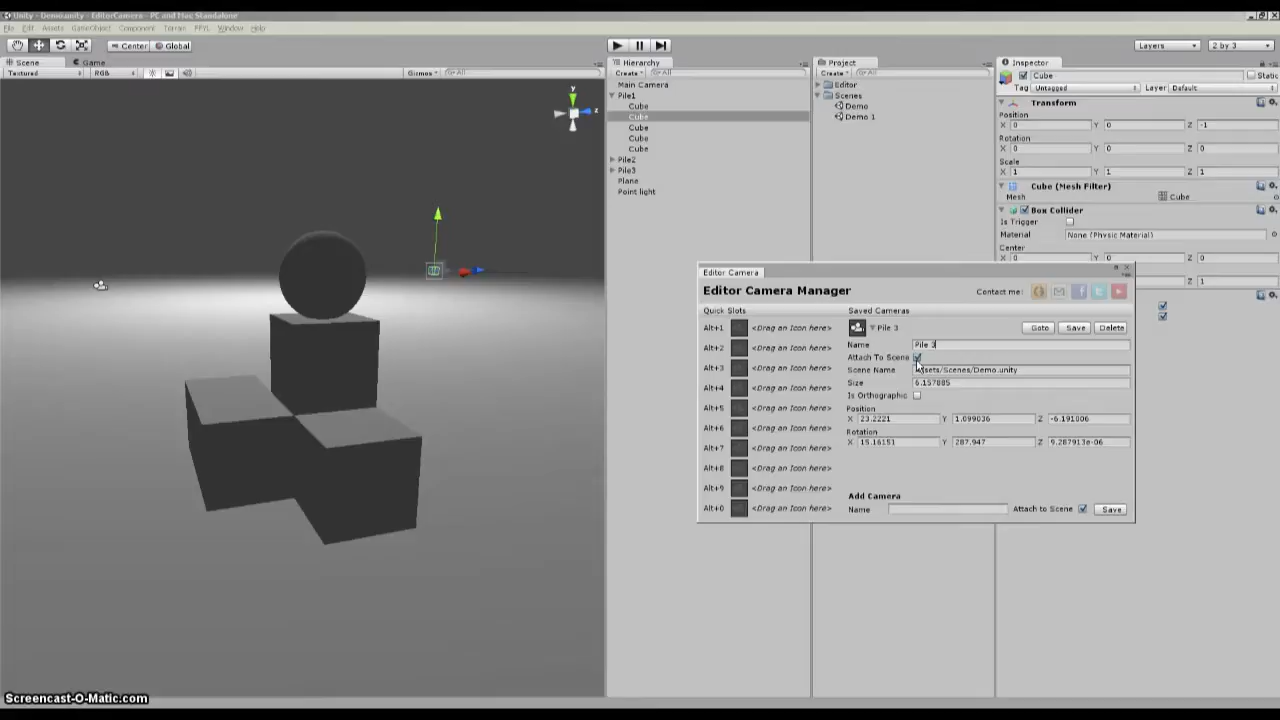 Unity - Demo.unity - EditorCamera - PC and Mac Standalone
File Edit Assets GameObject Component Terrain Window Help
Center Global Layers 2 by 3
Scene Game
Textured RGB Gizmos All
Hierarchy
Create All
Main Camera
Pile1
Cube
Cube
Cube
Cube
Cube
Pile2
Pile3
Plane
Point light
Project
Create All
Editor
Scenes
Demo
Demo 1
Inspector
Cube Static
Tag Untagged Layer Default
Transform
Position
X 0 Y 0 Z -1
Rotation
X 0 Y 0 Z 0
Scale
X 1 Y 1 Z 1
Cube (Mesh Filter)
Mesh Cube
Box Collider
Is Trigger
Material None (Physic Material)
Center
X 0 Y 0 Z 0
1
Editor Camera
Editor Camera Manager
Contact me!
Quick Slots
Alt+1 <Drag an Icon here>
Alt+2 <Drag an Icon here>
Alt+3 <Drag an Icon here>
Alt+4 <Drag an Icon here>
Alt+5 <Drag an Icon here>
Alt+6 <Drag an Icon here>
Alt+7 <Drag an Icon here>
Alt+8 <Drag an Icon here>
Alt+9 <Drag an Icon here>
Alt+0 <Drag an Icon here>
Saved Cameras
Pile 3 Goto Save Delete
Name Pile 3
Attach To Scene
Scene Name Assets/Scenes/Demo.unity
Size 6.157885
Is Orthographic
Position
X 23.2221 Y 1.099036 Z -6.191006
Rotation
X 15.16151 Y 287.947 Z 9.287913e-06
Add Camera
Name Attach to Scene Save
y
z
Screencast-O-Matic.com